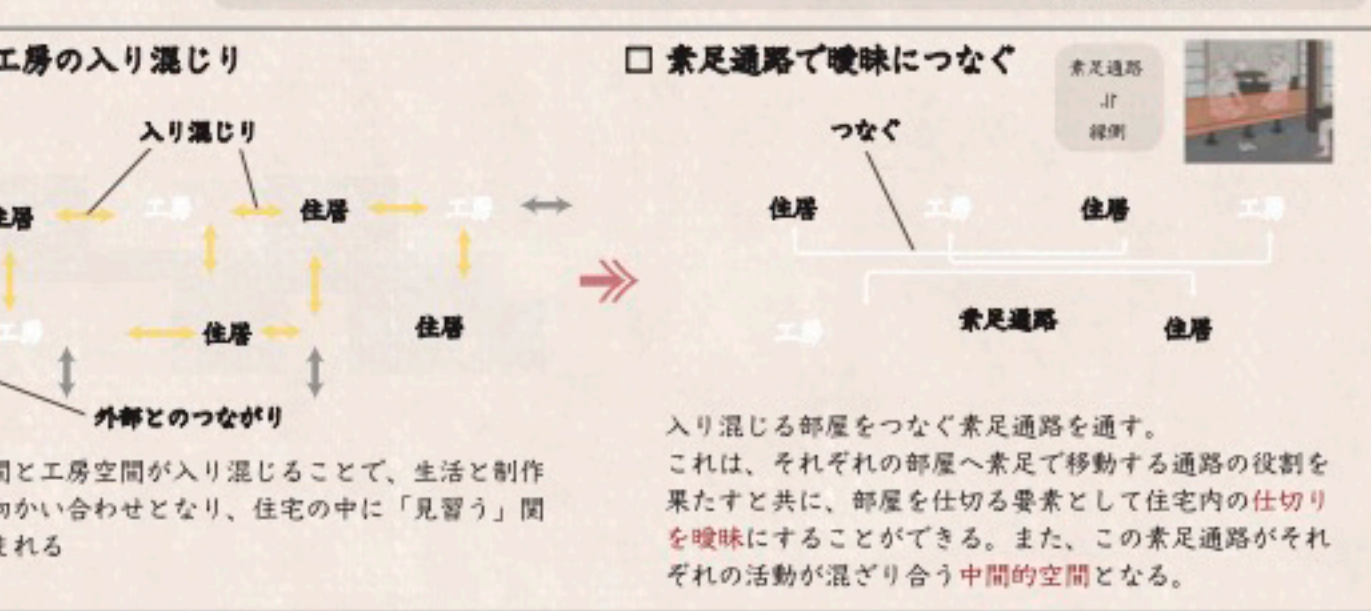 工房の入り混じり
入り混じり
住居
工房
住居
工房
工房
住居
住居
外部とのつながり
間と工房空間が入り混じることで、生活と制作
向かい合わせとなり、住宅の中に「見習う」関
まれる
□ 素足通路で曖昧につなぐ
素足通路
縁側
つなぐ
住居
工房
住居
工房
工房
素足通路
住居
入り混じる部屋をつなぐ素足通路を通す。
これは、それぞれの部屋へ素足で移動する通路の役割を
果たすと共に、部屋を仕切る要素として住宅内の仕切り
を曖昧にすることができる。また、この素足通路がそれ
ぞれの活動が混ざり合う中間的空間となる。